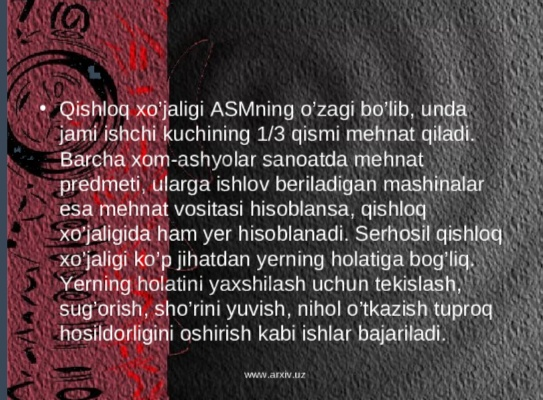 • Qishloq xo’jaligi ASMning o’zagi bo’lib, unda
jami ishchi kuchining 1/3 qismi mehnat qiladi.
Barcha xom-ashyolar sanoatda mehnat
predmeti, ularga ishlov beriladigan mashinalar
esa mehnat vositasi hisoblansa, qishloq
xo’jaligida ham yer hisoblanadi. Serhosil qishloq
xo’jaligi ko’p jihatdan yerning holatiga bog’liq.
Yerning holatini yaxshilash uchun tekislash,
sug’orish, sho’rini yuvish, nihol o’tkazish tuproq
hosildorligini oshirish kabi ishlar bajariladi.
www.arxiv.uz